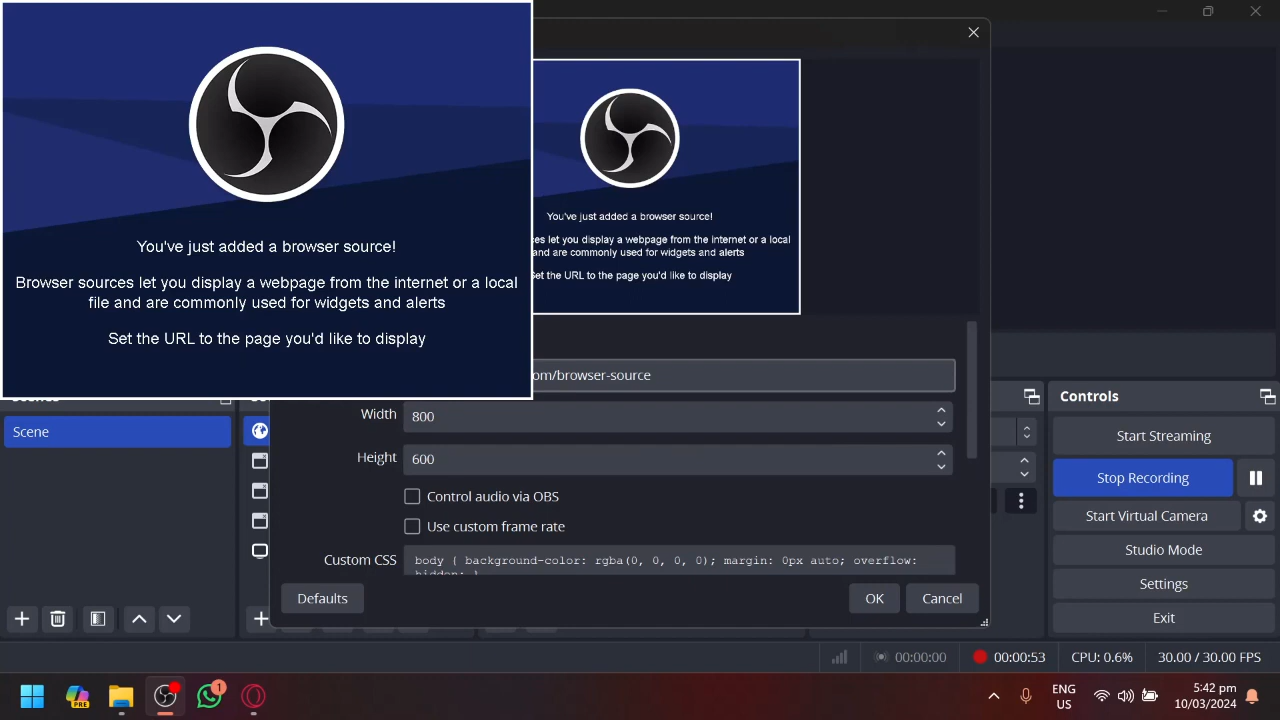 You've just added a browser source!
Browser sources let you display a webpage from the internet or a local
file and are commonly used for widgets and alerts
Set the URL to the page you'd like to display
You've just added a browser source!
let you display a webpage from the internet or a local
and are commonly used for widgets and alerts
Set the URL to the page you'd like to display
om/browser-source
Width
800
Height
600
Control audio via OBS
Use custom frame rate
Custom CSS
body { background-color: rgba(0, 0, 0, 0); margin: 0px auto; overflow:
hidden; }
Defaults
OK
Cancel
Scenes
Scene
Controls
Start Streaming
Stop Recording
Start Virtual Camera
Studio Mode
Settings
Exit
00:00:00
00:00:53
CPU: 0.6%
30.00 / 30.00 FPS
PRE
1
ENG
US
5:42 pm
10/03/2024